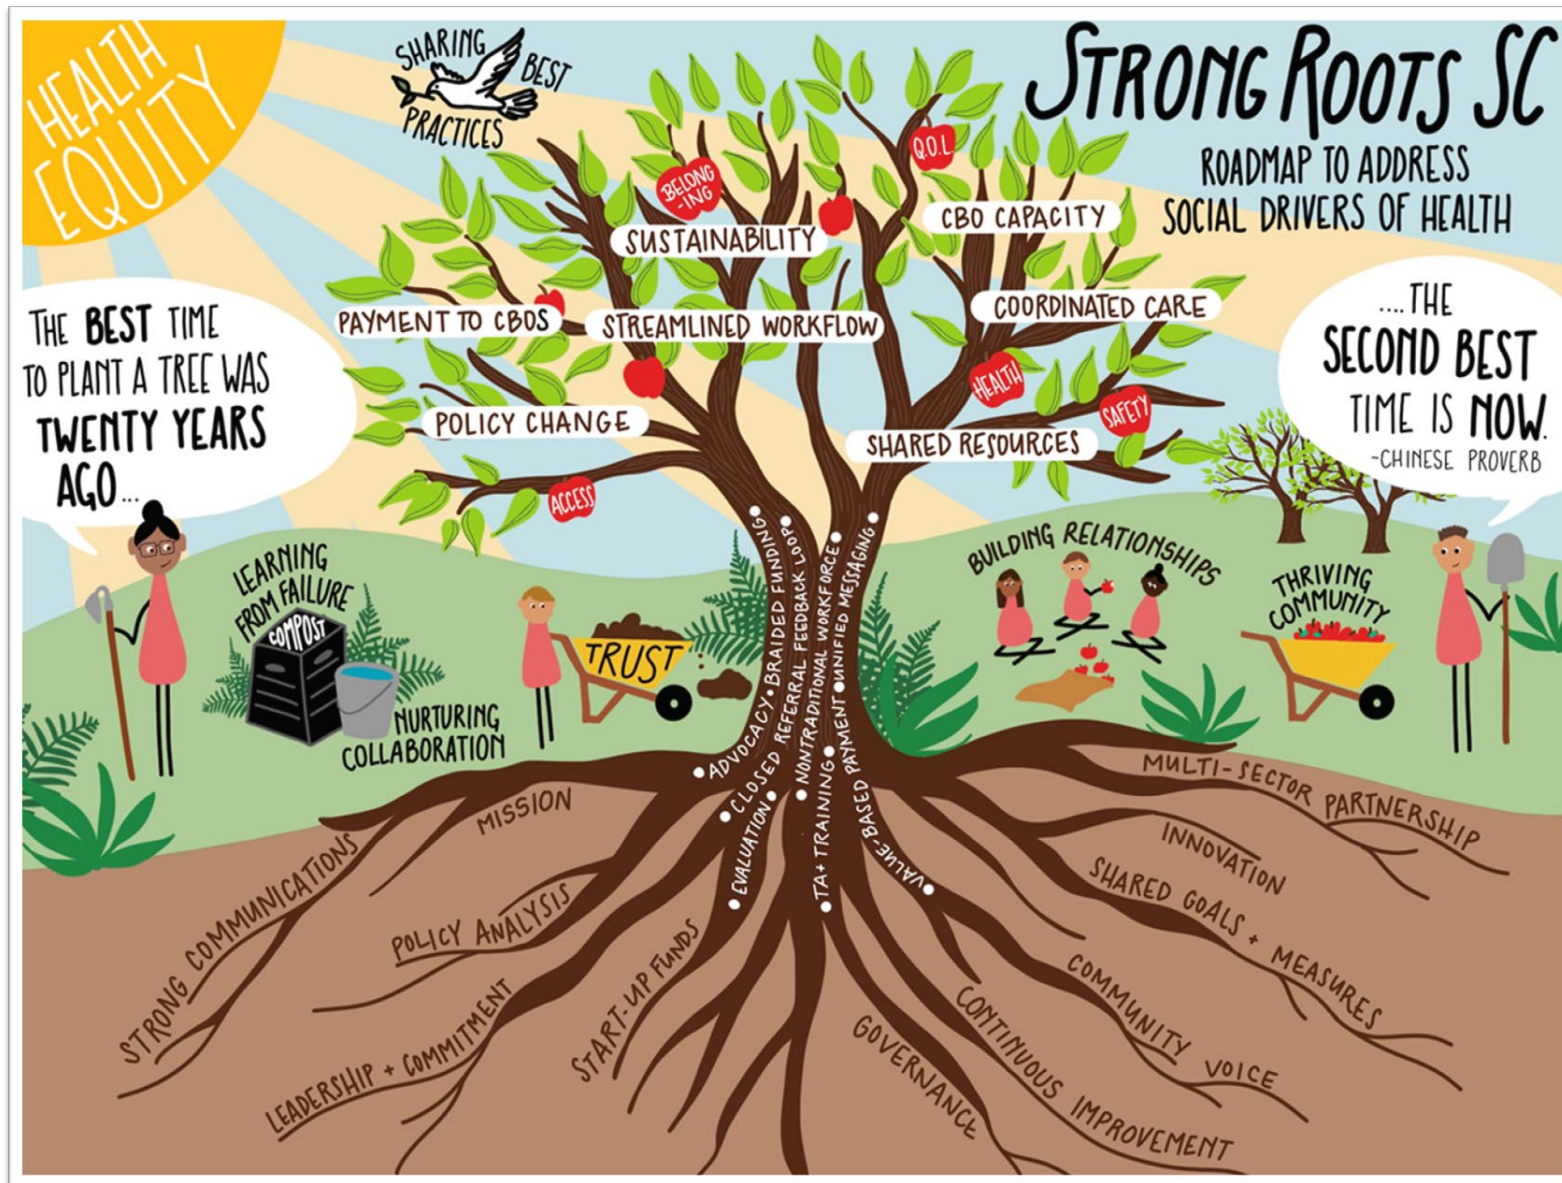 HEALTH
EQUITY
SHARING
BEST
PRACTICES
STRONG ROOTS SC
ROADMAP TO ADDRESS
SOCIAL DRIVERS OF HEALTH
BELONG
-ING
Q.O.L.
SUSTAINABILITY
CBO CAPACITY
PAYMENT TO CBOS
STREAMLINED WORKFLOW
COORDINATED CARE
HEALTH
SAFETY
POLICY CHANGE
SHARED RESOURCES
ACCESS
THE BEST TIME
TO PLANT A TREE WAS
TWENTY YEARS
AGO...
....THE
SECOND BEST
TIME IS NOW.
-CHINESE PROVERB
LEARNING
FROM FAILURE
COMPOST
NURTURING
COLLABORATION
TRUST
BUILDING RELATIONSHIPS
THRIVING
COMMUNITY
ADVOCACY • BRAIDED FUNDING
CLOSED REFERRAL FEEDBACK LOOP
EVALUATION
NONTRADITIONAL WORKFORCE
TA + TRAINING
VALUE-BASED PAYMENT • UNIFIED MESSAGING
STRONG COMMUNICATIONS
MISSION
POLICY ANALYSIS
LEADERSHIP + COMMITMENT
START-UP FUNDS
GOVERNANCE
CONTINUOUS IMPROVEMENT
COMMUNITY VOICE
SHARED GOALS + MEASURES
INNOVATION
MULTI-SECTOR PARTNERSHIP